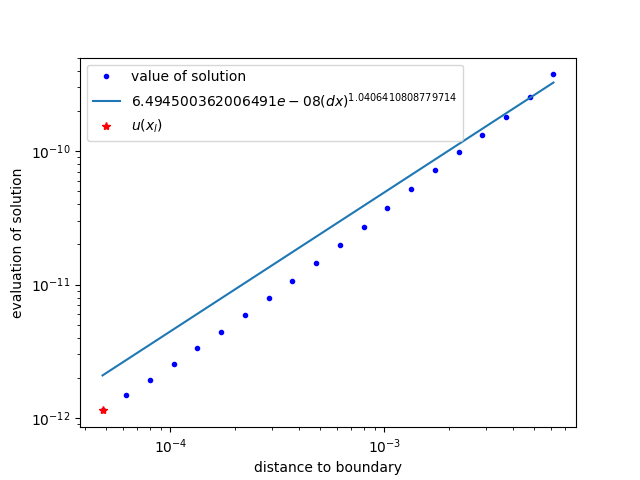 value of solution
6.494500362006491e − 08(dx)^1.0406410808779714
u(x_l)
10^−10
10^−11
10^−12
evaluation of solution
10^−4
10^−3
distance to boundary